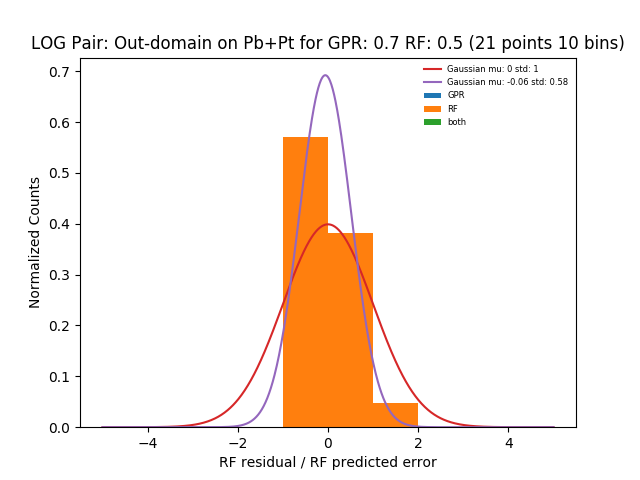 LOG Pair: Out-domain on Pb+Pt for GPR: 0.7 RF: 0.5 (21 points 10 bins)
Gaussian mu: 0 std: 1
Gaussian mu: -0.06 std: 0.58
GPR
RF
both
Normalized Counts
0.7
0.6
0.5
0.4
0.3
0.2
0.1
0.0
−4 −2 0 2 4
RF residual / RF predicted error